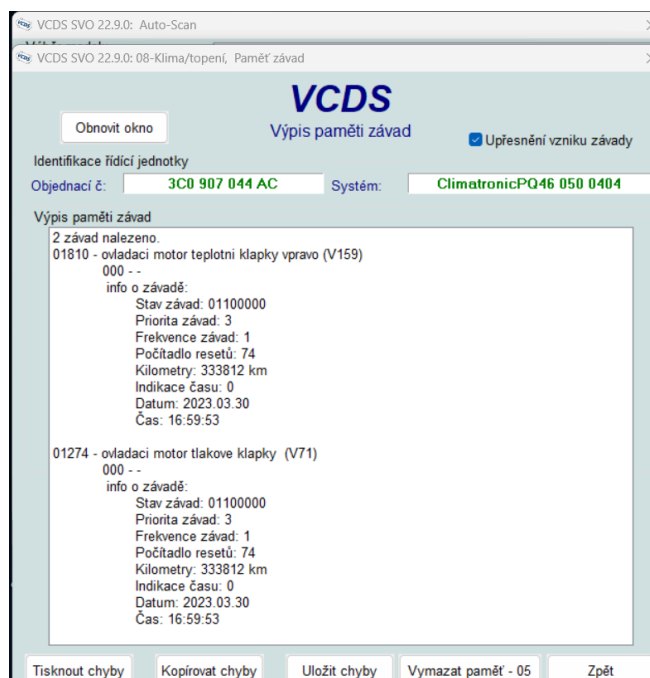 VCDS SVO 22.9.0: Auto-Scan
VCDS SVO 22.9.0: 08-Klima/topení, Paměť závad
VCDS
Obnovit okno
Výpis paměti závad
Upřesnění vzniku závady
Identifikace řídící jednotky
Objednací č: 3C0 907 044 AC Systém: ClimatronicPQ46 050 0404
Výpis paměti závad
2 závad nalezeno.
01810 - ovladaci motor teplotni klapky vpravo (V159)
000 - -
info o závadě:
Stav závad: 01100000
Priorita závad: 3
Frekvence závad: 1
Počítadlo resetů: 74
Kilometry: 333812 km
Indikace času: 0
Datum: 2023.03.30
Čas: 16:59:53
01274 - ovladaci motor tlakove klapky (V71)
000 - -
info o závadě:
Stav závad: 01100000
Priorita závad: 3
Frekvence závad: 1
Počítadlo resetů: 74
Kilometry: 333812 km
Indikace času: 0
Datum: 2023.03.30
Čas: 16:59:53
Tisknout chyby Kopírovat chyby Uložit chyby Vymazat paměť - 05 Zpět